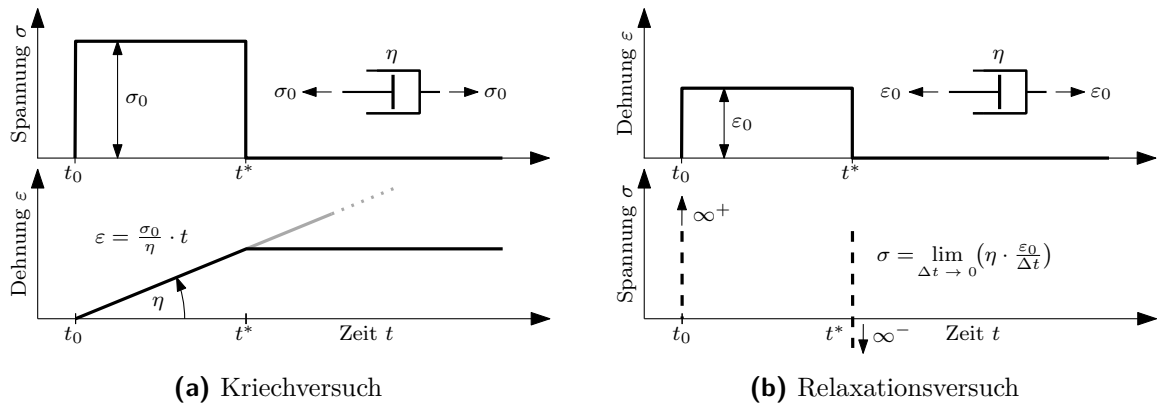 Spannung σ
σ₀
η
σ₀
σ₀
t₀
t*
Dehnung ε
ε = σ₀/η · t
η
t₀
t*
Zeit t
(a) Kriechversuch
Dehnung ε
ε₀
η
ε₀
ε₀
t₀
t*
Spannung σ
∞⁺
σ = lim Δt → 0 (η · ε₀/Δt)
t₀
t*
∞⁻
Zeit t
(b) Relaxationsversuch